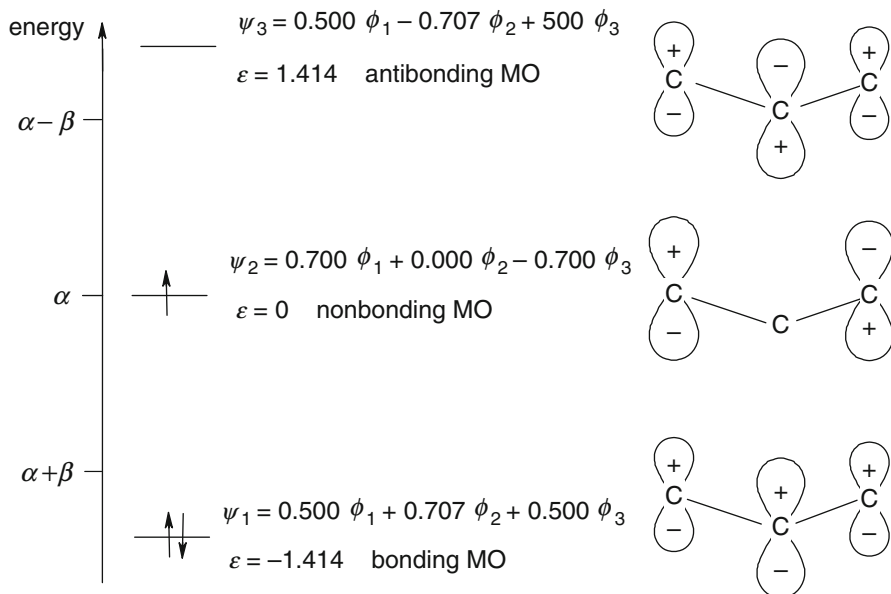 energy
ψ₃ = 0.500 ϕ₁ − 0.707 ϕ₂ + 500 ϕ₃
ε = 1.414 antibonding MO
α − β
+ − +
C C C
− + −
ψ₂ = 0.700 ϕ₁ + 0.000 ϕ₂ − 0.700 ϕ₃
α
ε = 0 nonbonding MO
+ −
C C C
− +
α+β
ψ₁ = 0.500 ϕ₁ + 0.707 ϕ₂ + 0.500 ϕ₃
ε = −1.414 bonding MO
+ + +
C C C
− − −